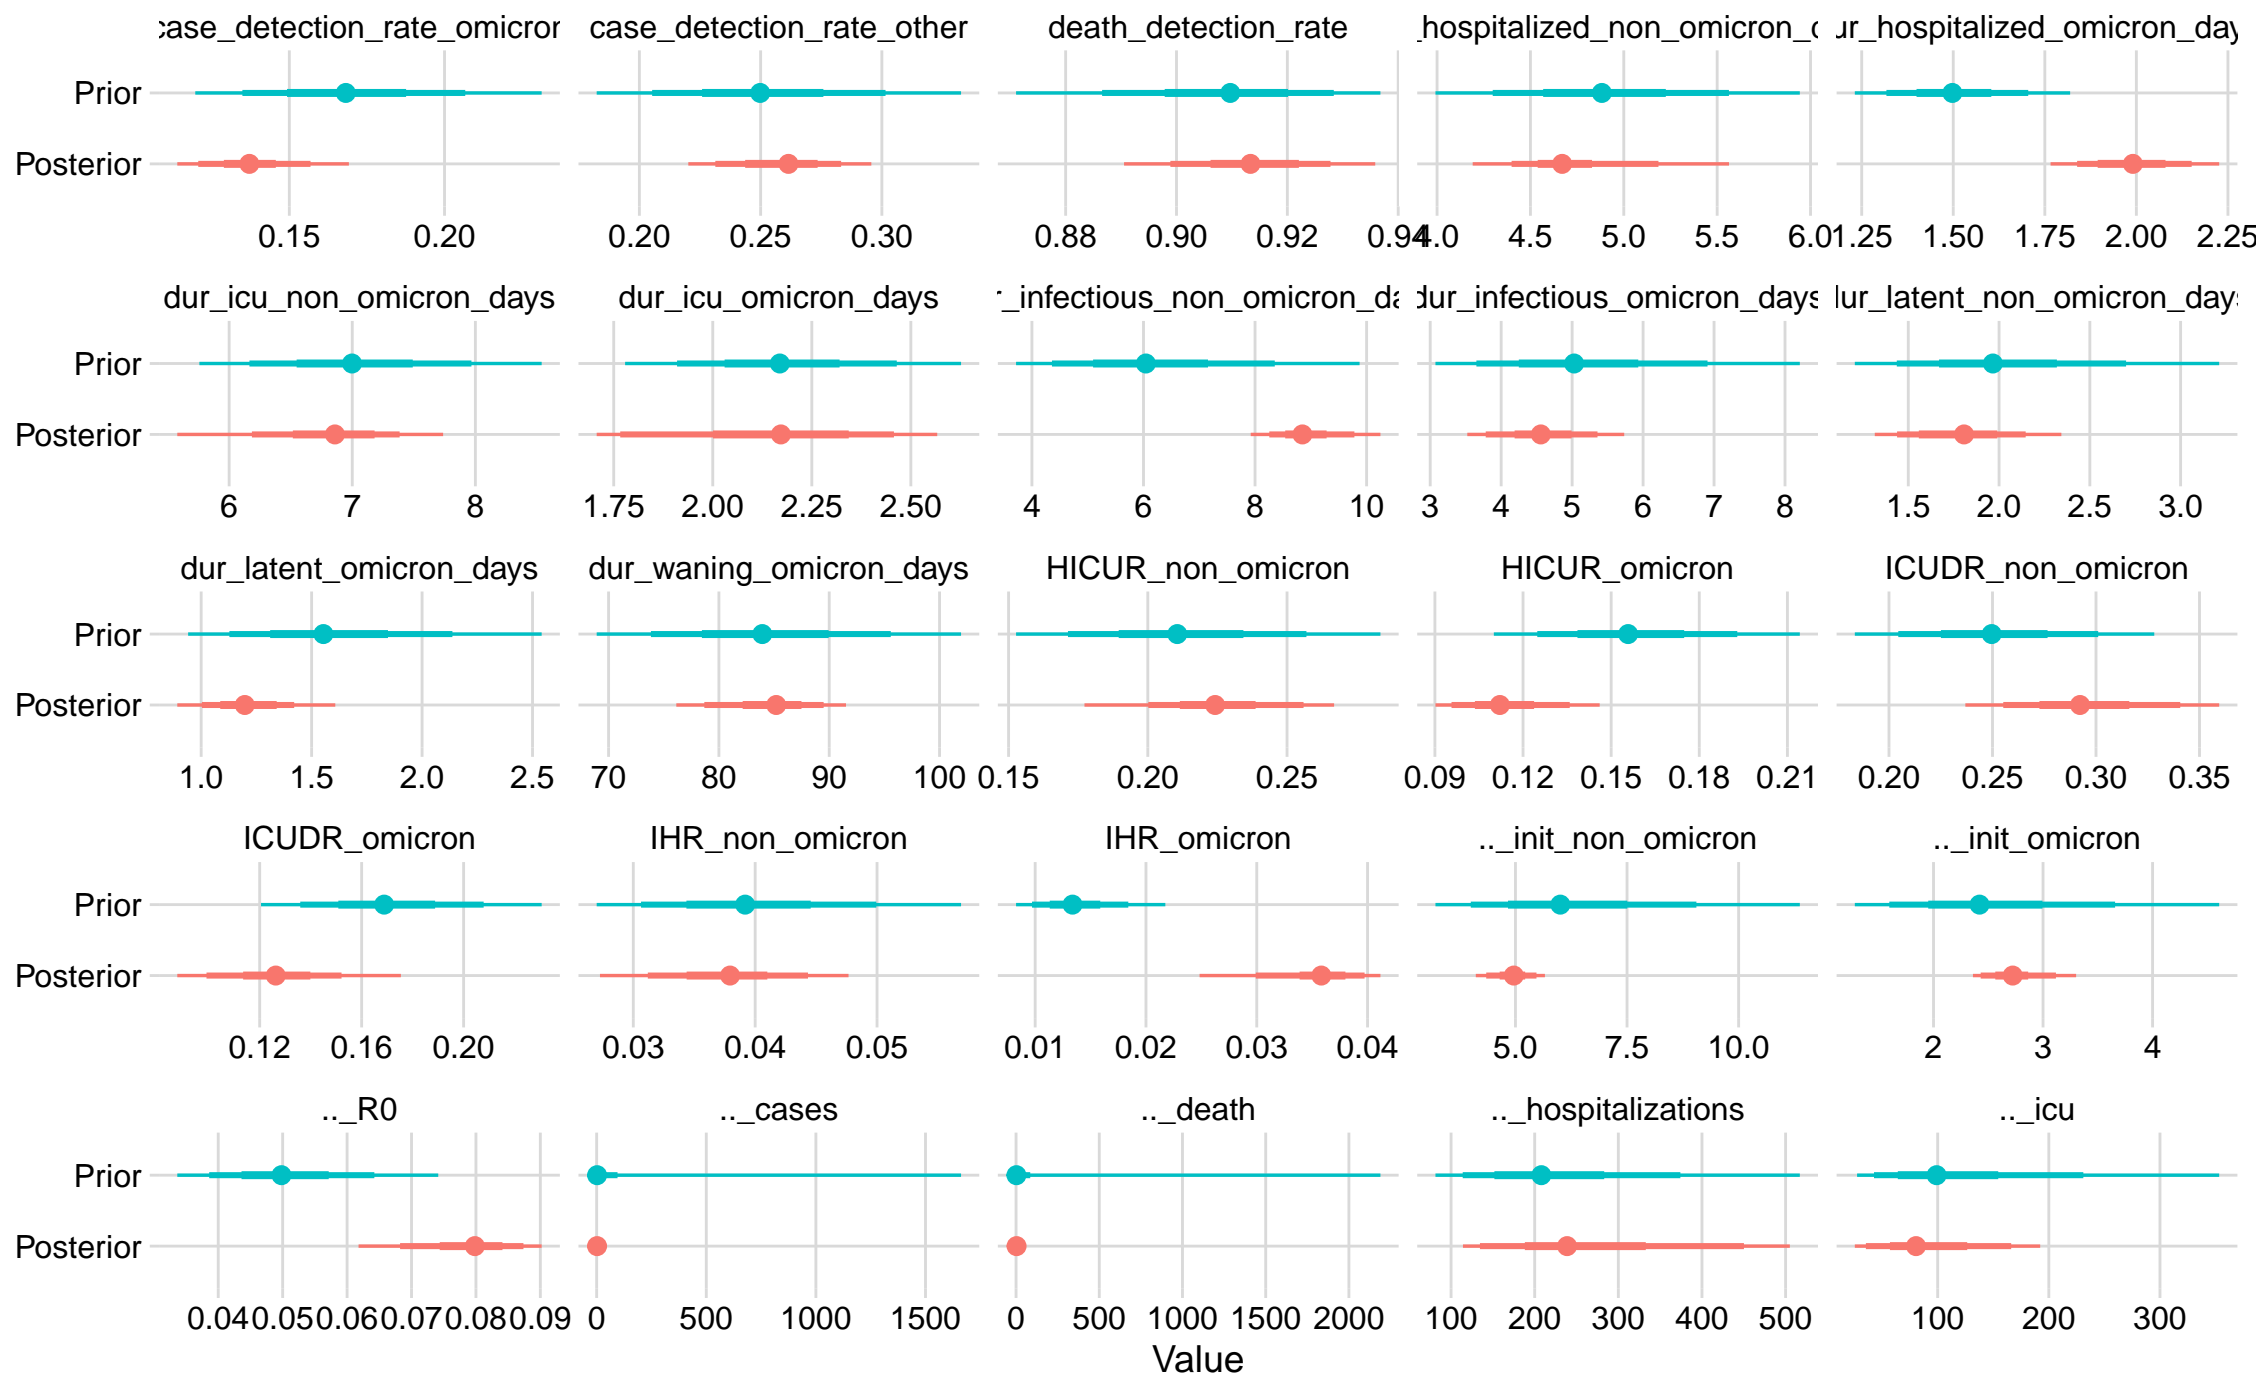 case_detection_rate_omicron case_detection_rate_other death_detection_rate _hospitalized_non_omicron_ ur_hospitalized_omicron_day
Prior
Posterior
0.15 0.20 0.20 0.25 0.30 0.88 0.90 0.92 0.94 4.0 4.5 5.0 5.5 6.0 1.25 1.50 1.75 2.00 2.25
dur_icu_non_omicron_days dur_icu_omicron_days r_infectious_non_omicron_da dur_infectious_omicron_days dur_latent_non_omicron_days
Prior
Posterior
6 7 8 1.75 2.00 2.25 2.50 4 6 8 10 3 4 5 6 7 8 1.5 2.0 2.5 3.0
dur_latent_omicron_days dur_waning_omicron_days HICUR_non_omicron HICUR_omicron ICUDR_non_omicron
Prior
Posterior
1.0 1.5 2.0 2.5 70 80 90 100 0.15 0.20 0.25 0.09 0.12 0.15 0.18 0.21 0.20 0.25 0.30 0.35
ICUDR_omicron IHR_non_omicron IHR_omicron .._init_non_omicron .._init_omicron
Prior
Posterior
0.12 0.16 0.20 0.03 0.04 0.05 0.01 0.02 0.03 0.04 5.0 7.5 10.0 2 3 4
.._R0 .._cases .._death .._hospitalizations .._icu
Prior
Posterior
0.04 0.05 0.06 0.07 0.08 0.09 0 500 1000 1500 0 500 1000 1500 2000 100 200 300 400 500 100 200 300
Value